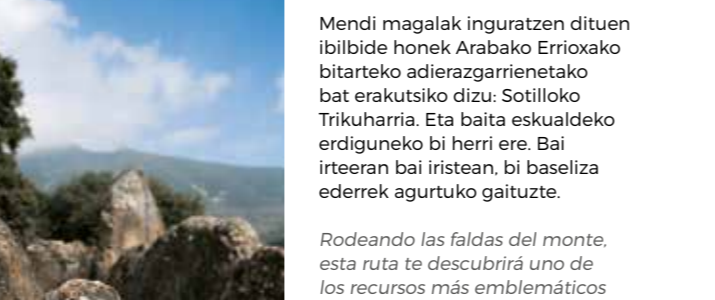 Mendi magalak inguratzen dituen
ibilbide honek Arabako Errioxako
bitarteko adierazgarrienetako
bat erakutsiko dizu: Sotilloko
Trikuharria. Eta baita eskualdeko
erdiguneko bi herri ere. Bai
irteeran bai iristean, bi baseliza
ederrek agurtuko gaituzte.
Rodeando las faldas del monte,
esta ruta te descubrirá uno de
los recursos más emblemáticos